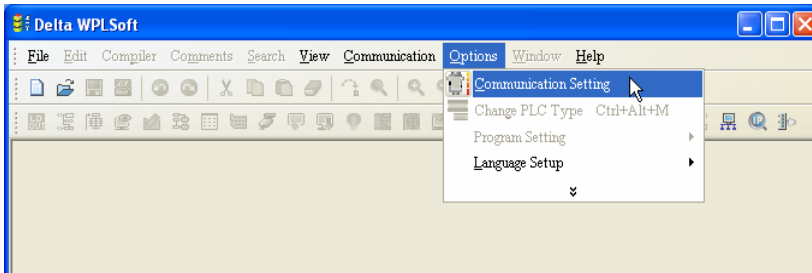 Delta WPLSoft
File Edit Compiler Comments Search View Communication Options Window Help
Communication Setting
Change PLC Type Ctrl+Alt+M
Program Setting
Language Setup